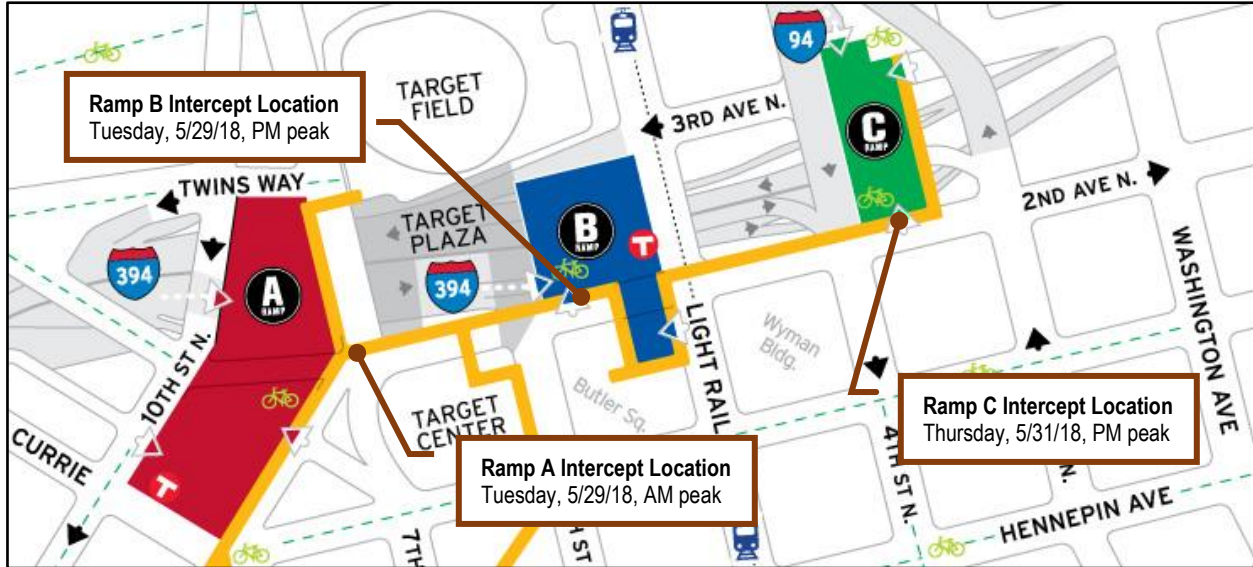 94
TARGET
FIELD
Ramp B Intercept Location
Tuesday, 5/29/18, PM peak
3RD AVE N.
C
RAMP
TWINS WAY
2ND AVE N.
TARGET
PLAZA
B
RAMP
T
394
A
RAMP
394
WASHINGTON AVE
LIGHT RAIL
10TH ST N.
Wyman
Bldg.
Butler Sq.
TARGET
CENTER
CURRIE
Ramp C Intercept Location
Thursday, 5/31/18, PM peak
Ramp A Intercept Location
Tuesday, 5/29/18, AM peak
T
4TH ST N.
N.
HENNEPIN AVE
7TH
ST